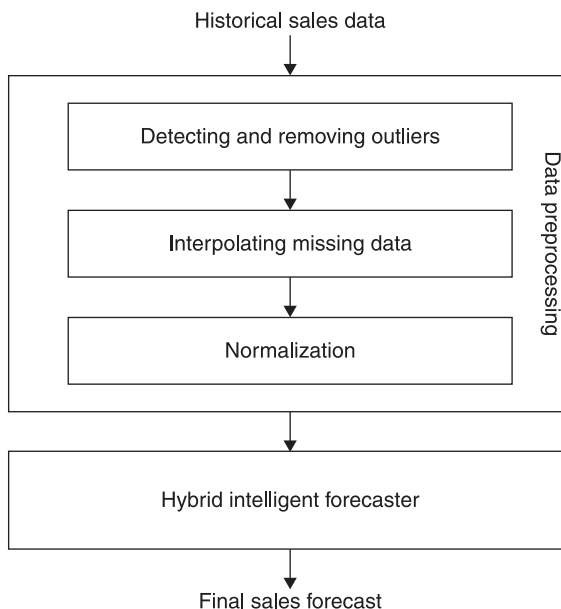 Historical sales data
Detecting and removing outliers
Interpolating missing data
Normalization
Data preprocessing
Hybrid intelligent forecaster
Final sales forecast